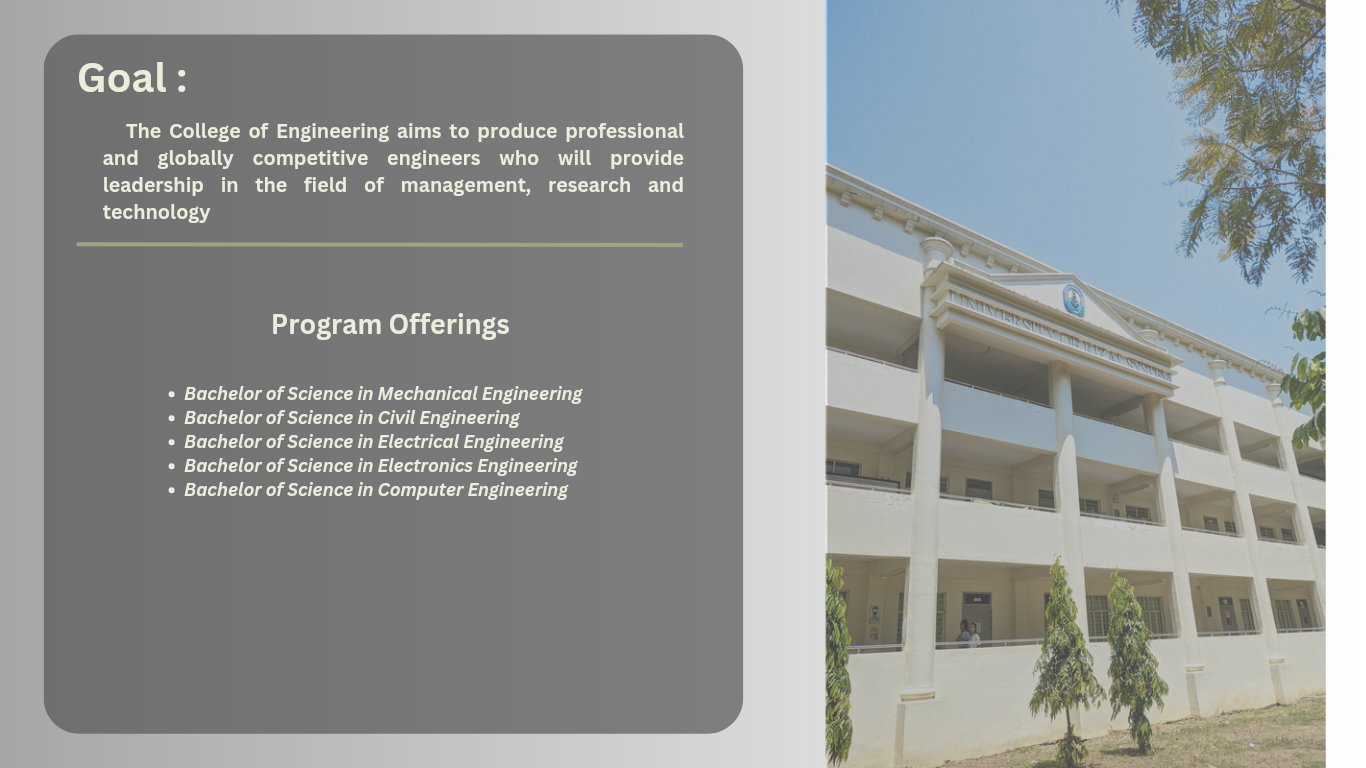 Goal :
The College of Engineering aims to produce professional
and globally competitive engineers who will provide
leadership in the field of management, research and
technology
Program Offerings
• Bachelor of Science in Mechanical Engineering
• Bachelor of Science in Civil Engineering
• Bachelor of Science in Electrical Engineering
• Bachelor of Science in Electronics Engineering
• Bachelor of Science in Computer Engineering
UNIVERSITY OF RIZAL SYSTEM